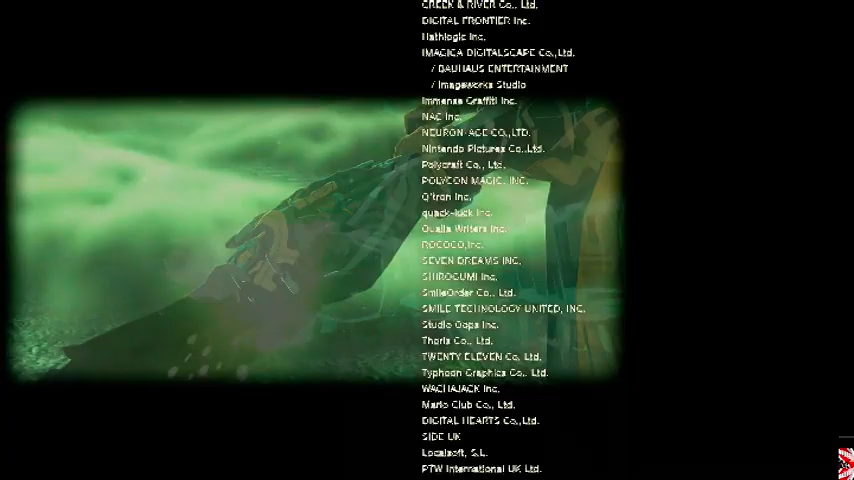 CREEK & RIVER Co., Ltd.
DIGITAL FRONTIER Inc.
Hathlogic Inc.
IMAGICA DIGITALSCAPE Co.,Ltd.
/ BAUHAUS ENTERTAINMENT
/ Imageworks Studio
Immense Graffiti Inc.
NAC Inc.
NEURON-AGE CO.,LTD.
Nintendo Pictures Co.,Ltd.
Polycraft Co., Ltd.
POLYGON MAGIC, INC.
Q'tron Inc.
quack-luck Inc.
Qualia Writers Inc.
ROCOCO,Inc.
SEVEN DREAMS INC.
SHIROGUMI Inc.
SmileOrder Co., Ltd.
SMILE TECHNOLOGY UNITED, INC.
Studio Oops Inc.
Thoris Co., Ltd.
TWENTY ELEVEN Co, Ltd.
Typhoon Graphics Co., Ltd.
WACHAJACK Inc.
Mario Club Co., Ltd.
DIGITAL HEARTS Co.,Ltd.
SIDE UK
Localsoft, S.L.
PTW International UK Ltd.